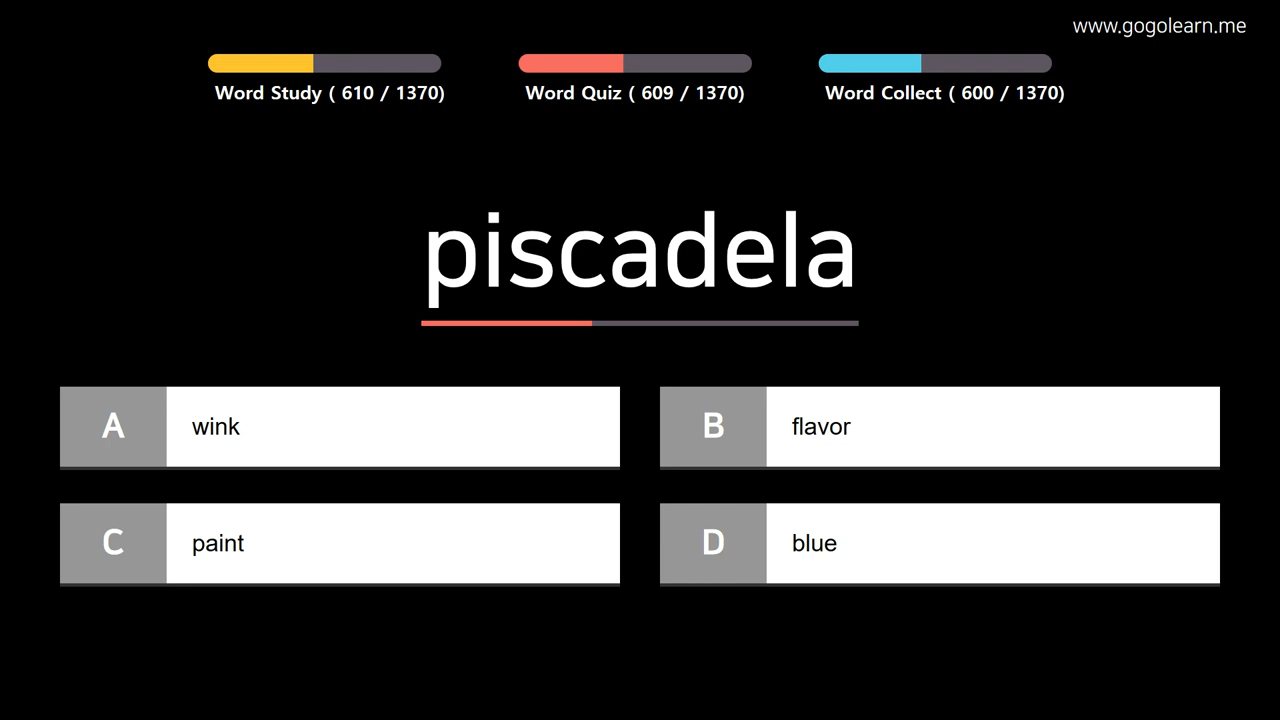 www.gogolearn.me
Word Study ( 610 / 1370)
Word Quiz ( 609 / 1370)
Word Collect ( 600 / 1370)
piscadela
A wink
B flavor
C paint
D blue